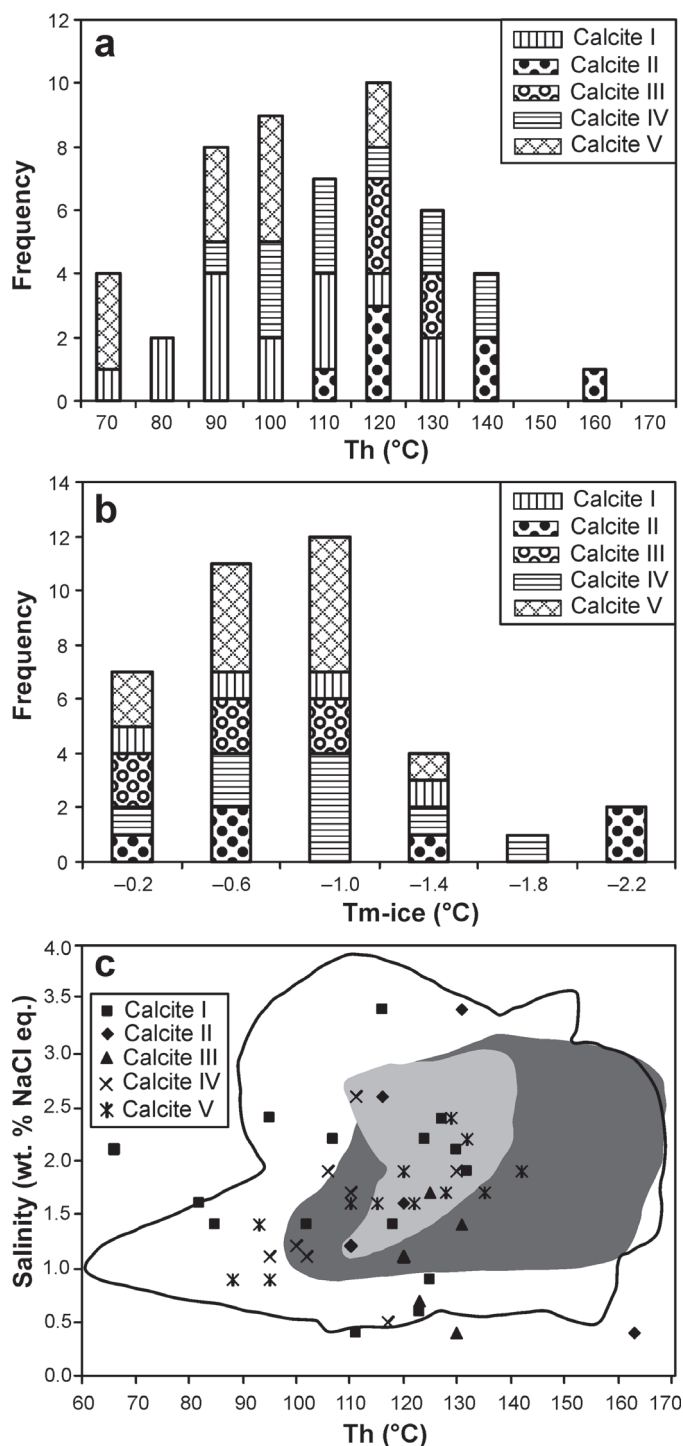 a
12
10
8
6
4
2
0
Frequency
Calcite I
Calcite II
Calcite III
Calcite IV
Calcite V
70 80 90 100 110 120 130 140 150 160 170
Th (°C)
b
14
12
10
8
6
4
2
0
Frequency
Calcite I
Calcite II
Calcite III
Calcite IV
Calcite V
–0.2 –0.6 –1.0 –1.4 –1.8 –2.2
Tm-ice (°C)
c
4.0
3.5
3.0
2.5
2.0
1.5
1.0
0.5
0.0
Salinity (wt. % NaCl eq.)
Calcite I
Calcite II
Calcite III
Calcite IV
Calcite V
60 70 80 90 100 110 120 130 140 150 160 170
Th (°C)